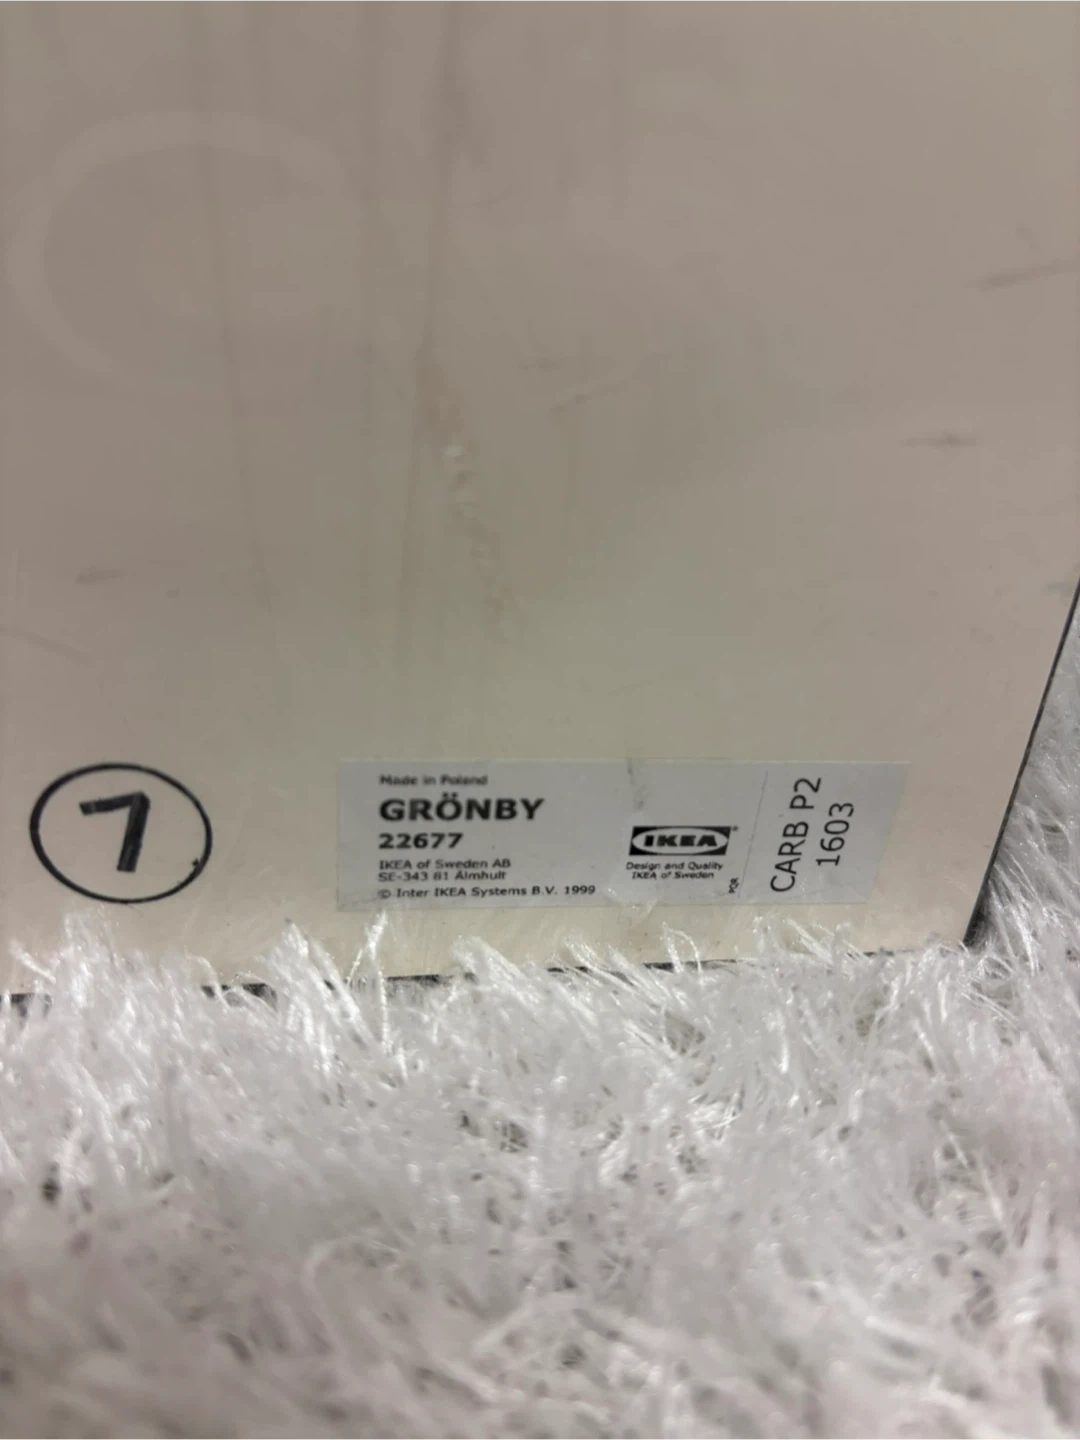 7
Made in Poland
GRÖNBY
22677
IKEA of Sweden AB
SE-343 81 Älmhult
© Inter IKEA Systems B.V. 1999
IKEA®
Design and Quality
IKEA of Sweden
PQR
CARB P2
1603